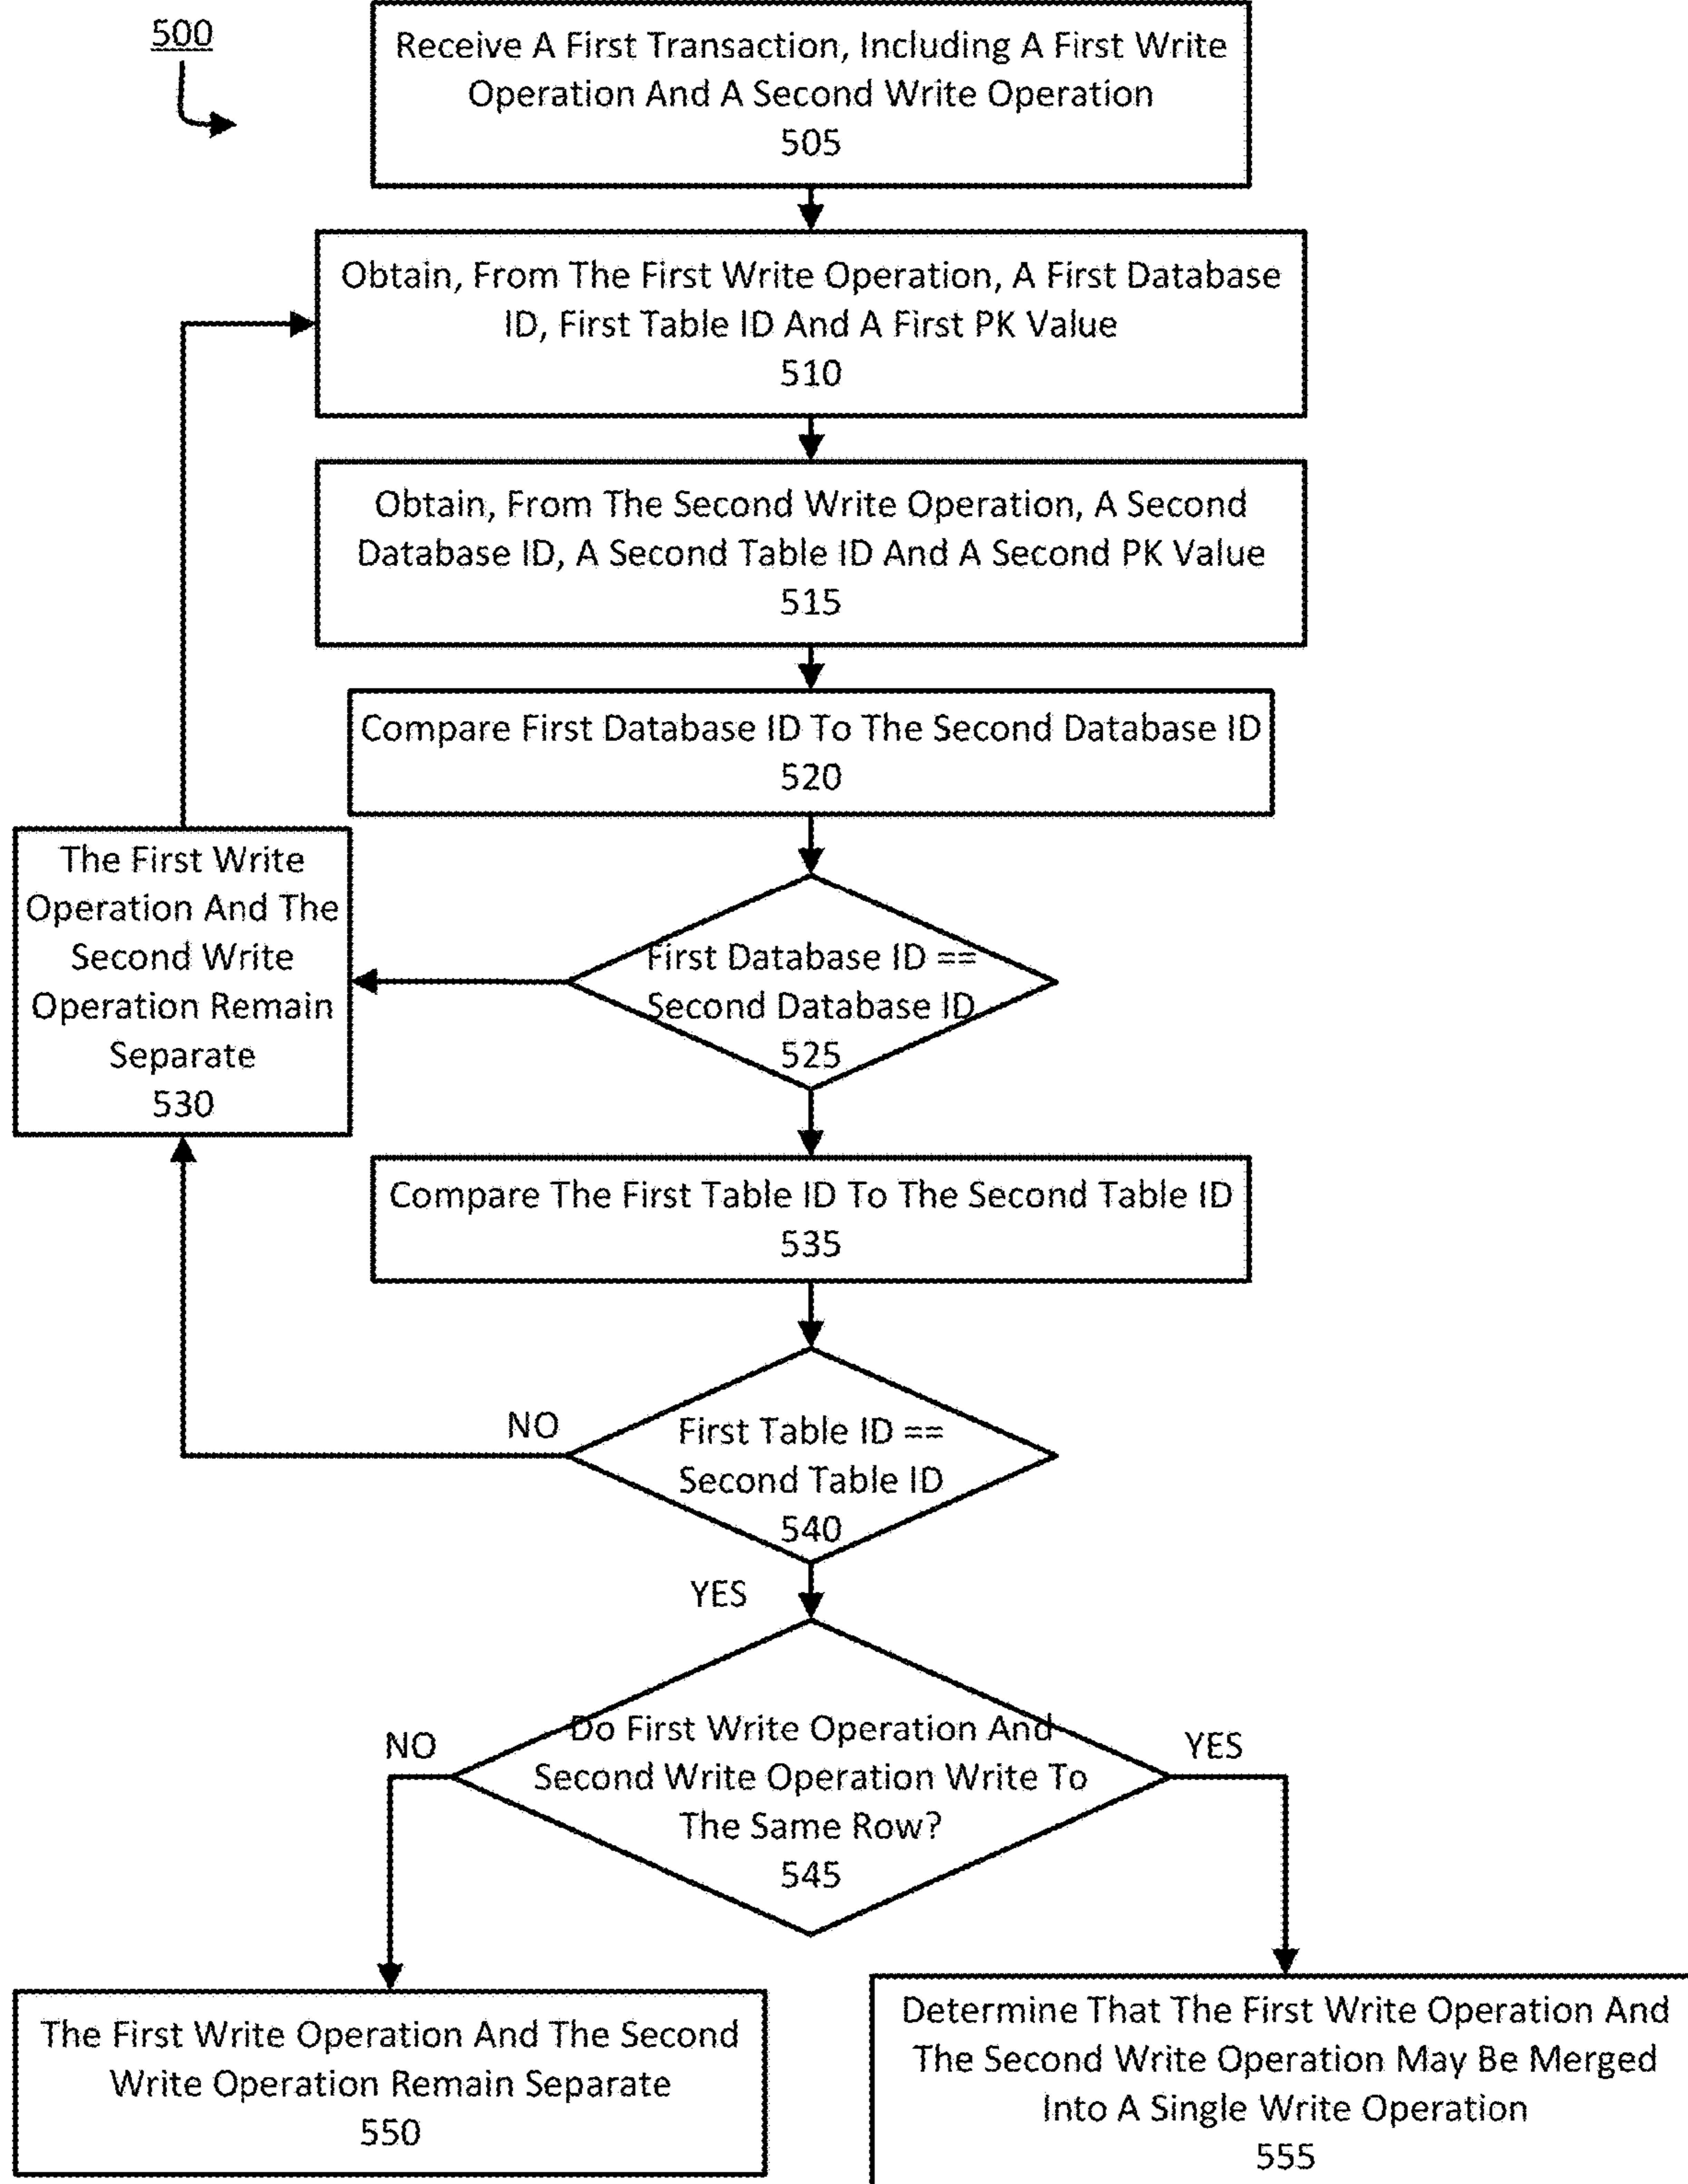 500
Receive A First Transaction, Including A First Write
Operation And A Second Write Operation
505
Obtain, From The First Write Operation, A First Database
ID, First Table ID And A First PK Value
510
Obtain, From The Second Write Operation, A Second
Database ID, A Second Table ID And A Second PK Value
515
Compare First Database ID To The Second Database ID
520
The First Write
Operation And The
Second Write
Operation Remain
Separate
530
First Database ID ==
Second Database ID
525
Compare The First Table ID To The Second Table ID
535
NO
First Table ID ==
Second Table ID
540
YES
NO
Do First Write Operation And
Second Write Operation Write To
The Same Row?
545
YES
The First Write Operation And The Second
Write Operation Remain Separate
550
Determine That The First Write Operation And
The Second Write Operation May Be Merged
Into A Single Write Operation
555